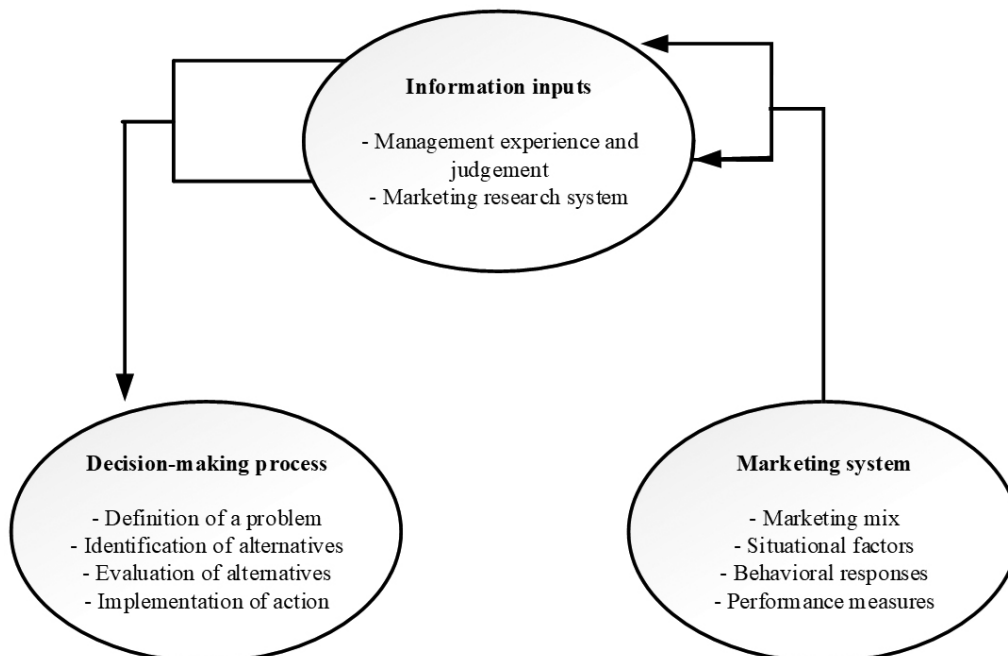 Information inputs
- Management experience and
judgement
- Marketing research system
Decision-making process
- Definition of a problem
- Identification of alternatives
- Evaluation of alternatives
- Implementation of action
Marketing system
- Marketing mix
- Situational factors
- Behavioral responses
- Performance measures